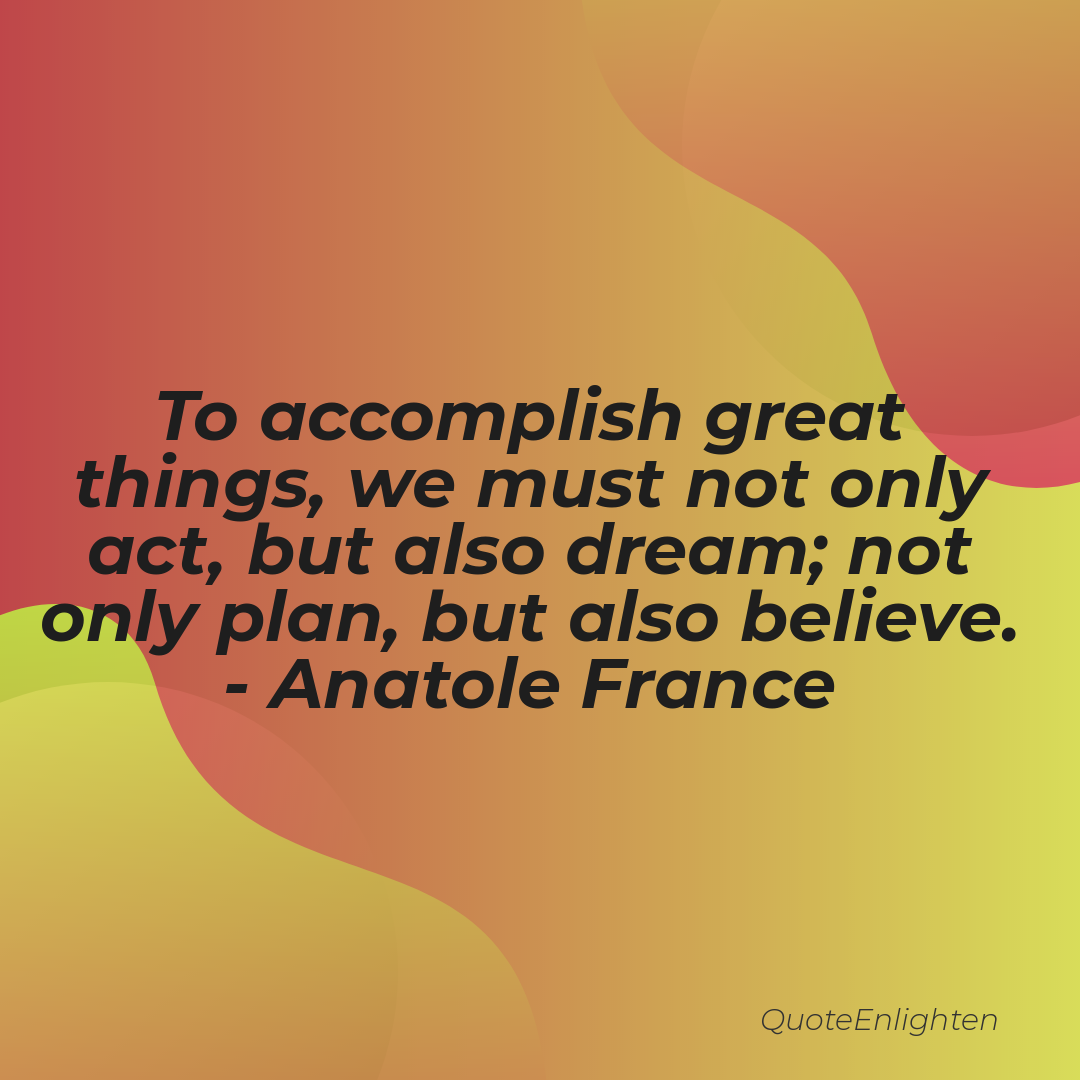 To accomplish great
things, we must not only
act, but also dream; not
only plan, but also believe.
- Anatole France
QuoteEnlighten